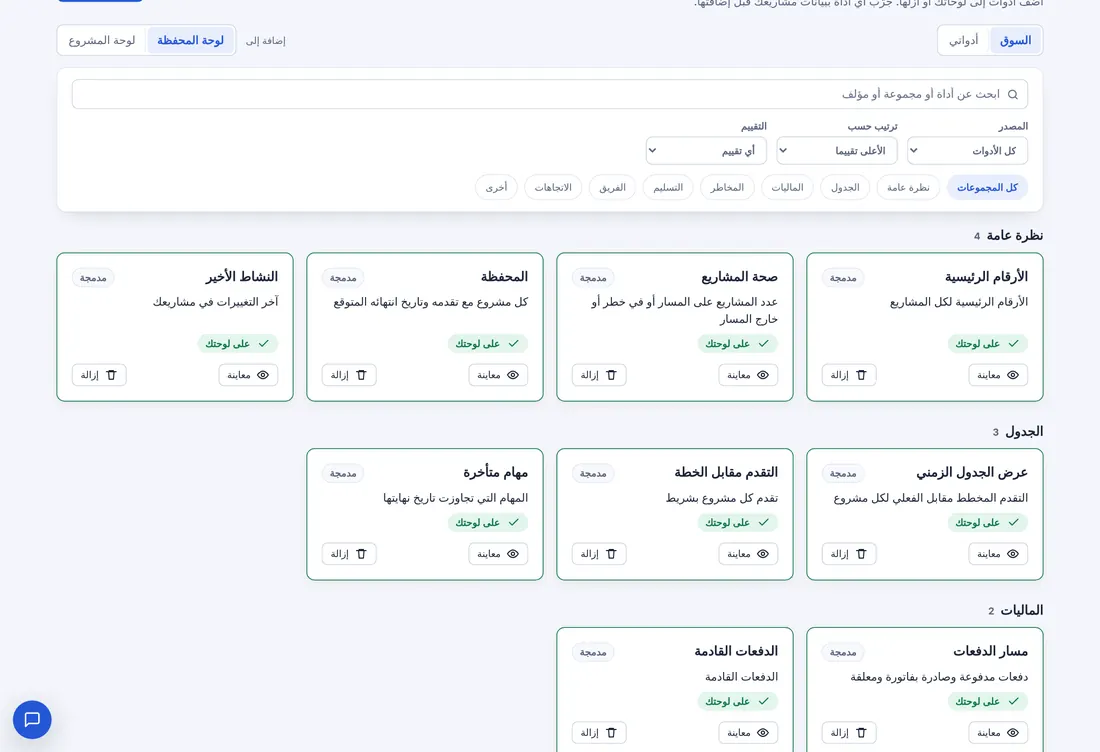 أضف أدوات إلى لوحاتك أو أزلها. جرّب أي أداة ببيانات مشاريعك قبل إضافتها.
السوق
أدواتي
إضافة إلى
لوحة المحفظة
لوحة المشروع
ابحث عن أداة أو مجموعة أو مؤلف
المصدر
ترتيب حسب
التقييم
كل الأدوات
الأعلى تقييما
أي تقييم
كل المجموعات
نظرة عامة
الجدول
الماليات
المخاطر
التسليم
الفريق
الاتجاهات
أخرى
نظرة عامة 4
الأرقام الرئيسية
مدمجة
الأرقام الرئيسية لكل المشاريع
على لوحتك
معاينة
إزالة
صحة المشاريع
مدمجة
عدد المشاريع على المسار أو في خطر أو
خارج المسار
على لوحتك
معاينة
إزالة
المحفظة
مدمجة
كل مشروع مع تقدمه وتاريخ انتهائه المتوقع
على لوحتك
معاينة
إزالة
النشاط الأخير
مدمجة
آخر التغييرات في مشاريعك
على لوحتك
معاينة
إزالة
الجدول 3
عرض الجدول الزمني
مدمجة
التقدم المخطط مقابل الفعلي لكل مشروع
على لوحتك
معاينة
إزالة
التقدم مقابل الخطة
مدمجة
تقدم كل مشروع بشريط
على لوحتك
معاينة
إزالة
مهام متأخرة
مدمجة
المهام التي تجاوزت تاريخ نهايتها
على لوحتك
معاينة
إزالة
الماليات 2
مسار الدفعات
مدمجة
دفعات مدفوعة وصادرة بفاتورة ومعلقة
على لوحتك
معاينة
إزالة
الدفعات القادمة
مدمجة
الدفعات القادمة
على لوحتك
معاينة
إزالة